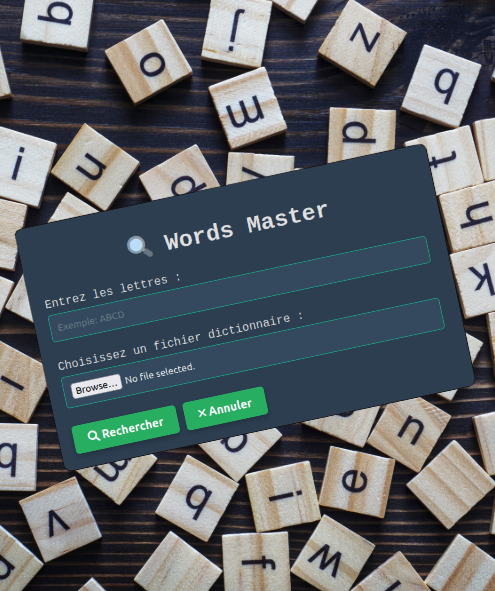 Words Master
Entrez les lettres :
Exemple: ABCD
Choisissez un fichier dictionnaire :
Browse... No file selected.
Rechercher
Annuler